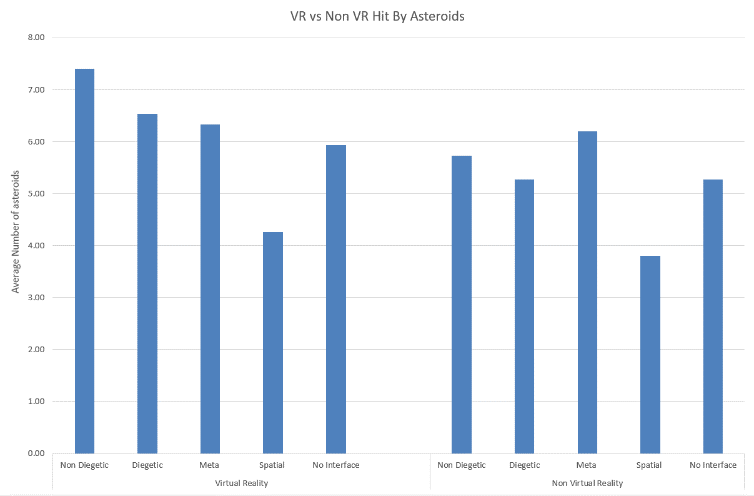 VR vs Non VR Hit By Asteroids
8.00
7.00
6.00
5.00
4.00
3.00
2.00
1.00
0.00
Average Number of asteroids
Non Diegetic Diegetic Meta Spatial No Interface Non Diegetic Diegetic Meta Spatial No Interface
Virtual Reality Non Virtual Reality